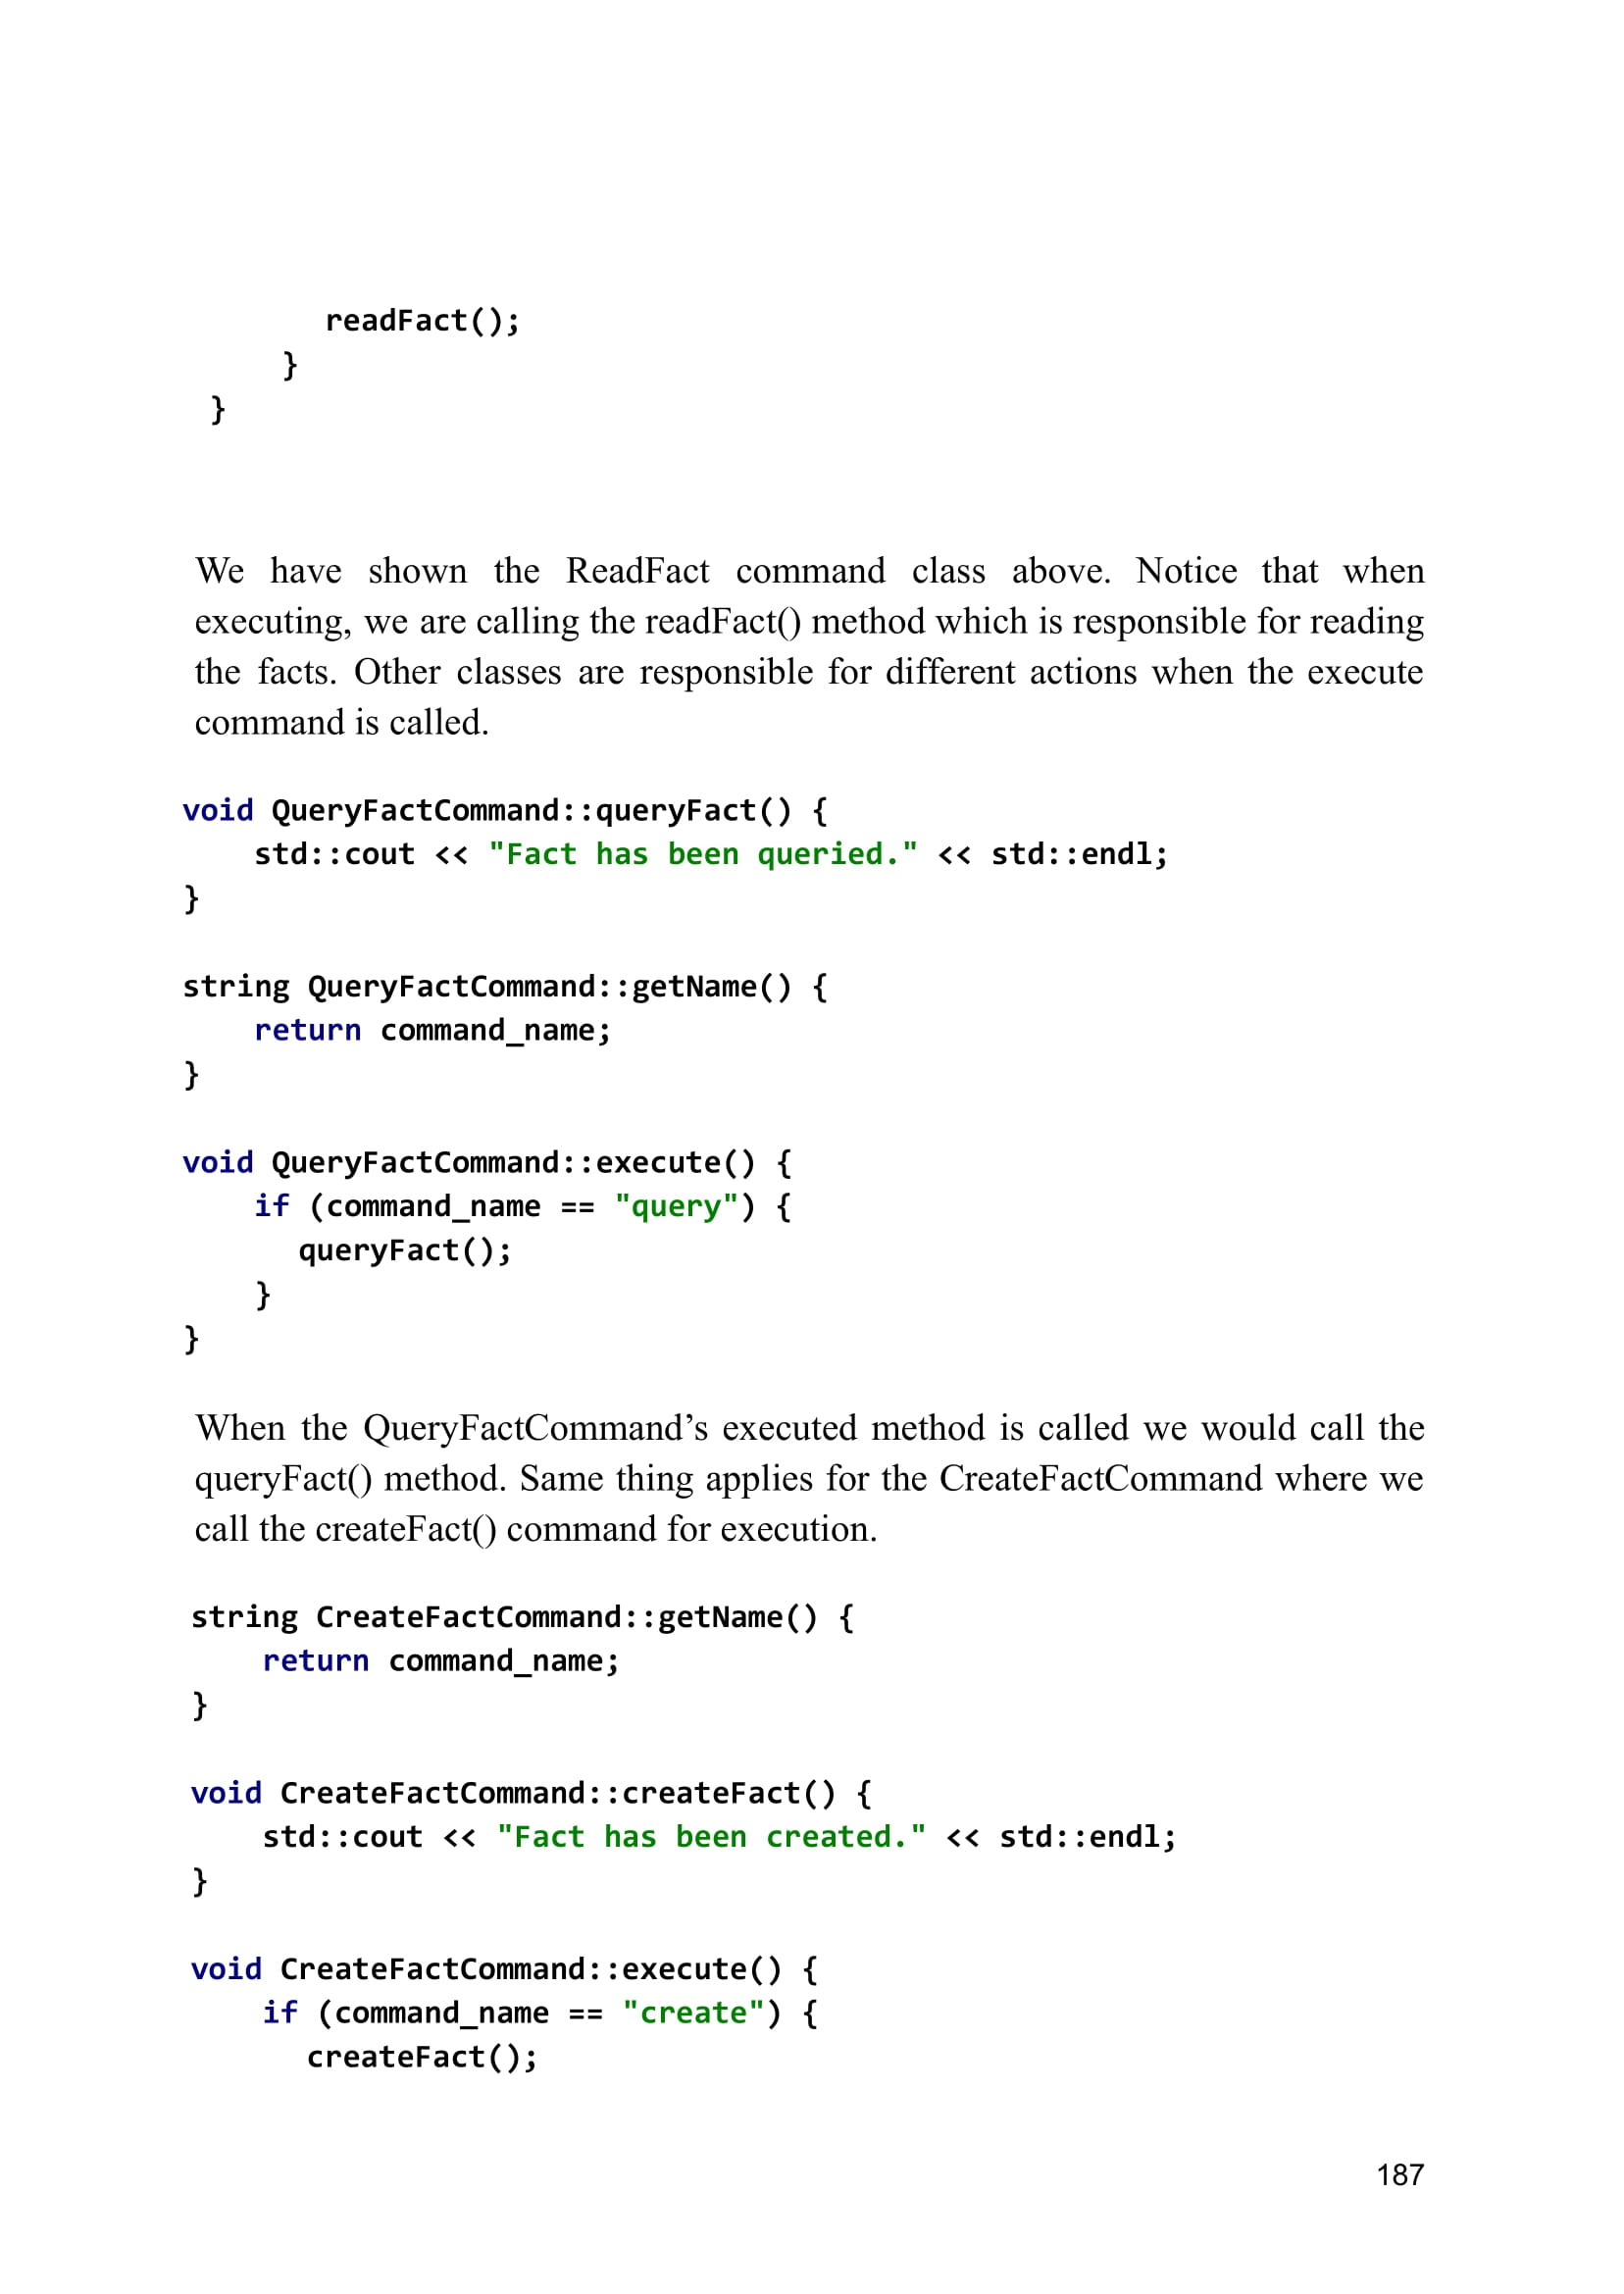 readFact();
}
}
We have shown the ReadFact command class above. Notice that when
executing, we are calling the readFact() method which is responsible for reading
the facts. Other classes are responsible for different actions when the execute
command is called.
void QueryFactCommand::queryFact() {
std::cout << "Fact has been queried." << std::endl;
}
string QueryFactCommand::getName() {
return command_name;
}
void QueryFactCommand::execute() {
if (command_name == "query") {
queryFact();
}
}
When the QueryFactCommand’s executed method is called we would call the
queryFact() method. Same thing applies for the CreateFactCommand where we
call the createFact() command for execution.
string CreateFactCommand::getName() {
return command_name;
}
void CreateFactCommand::createFact() {
std::cout << "Fact has been created." << std::endl;
}
void CreateFactCommand::execute() {
if (command_name == "create") {
createFact();
187